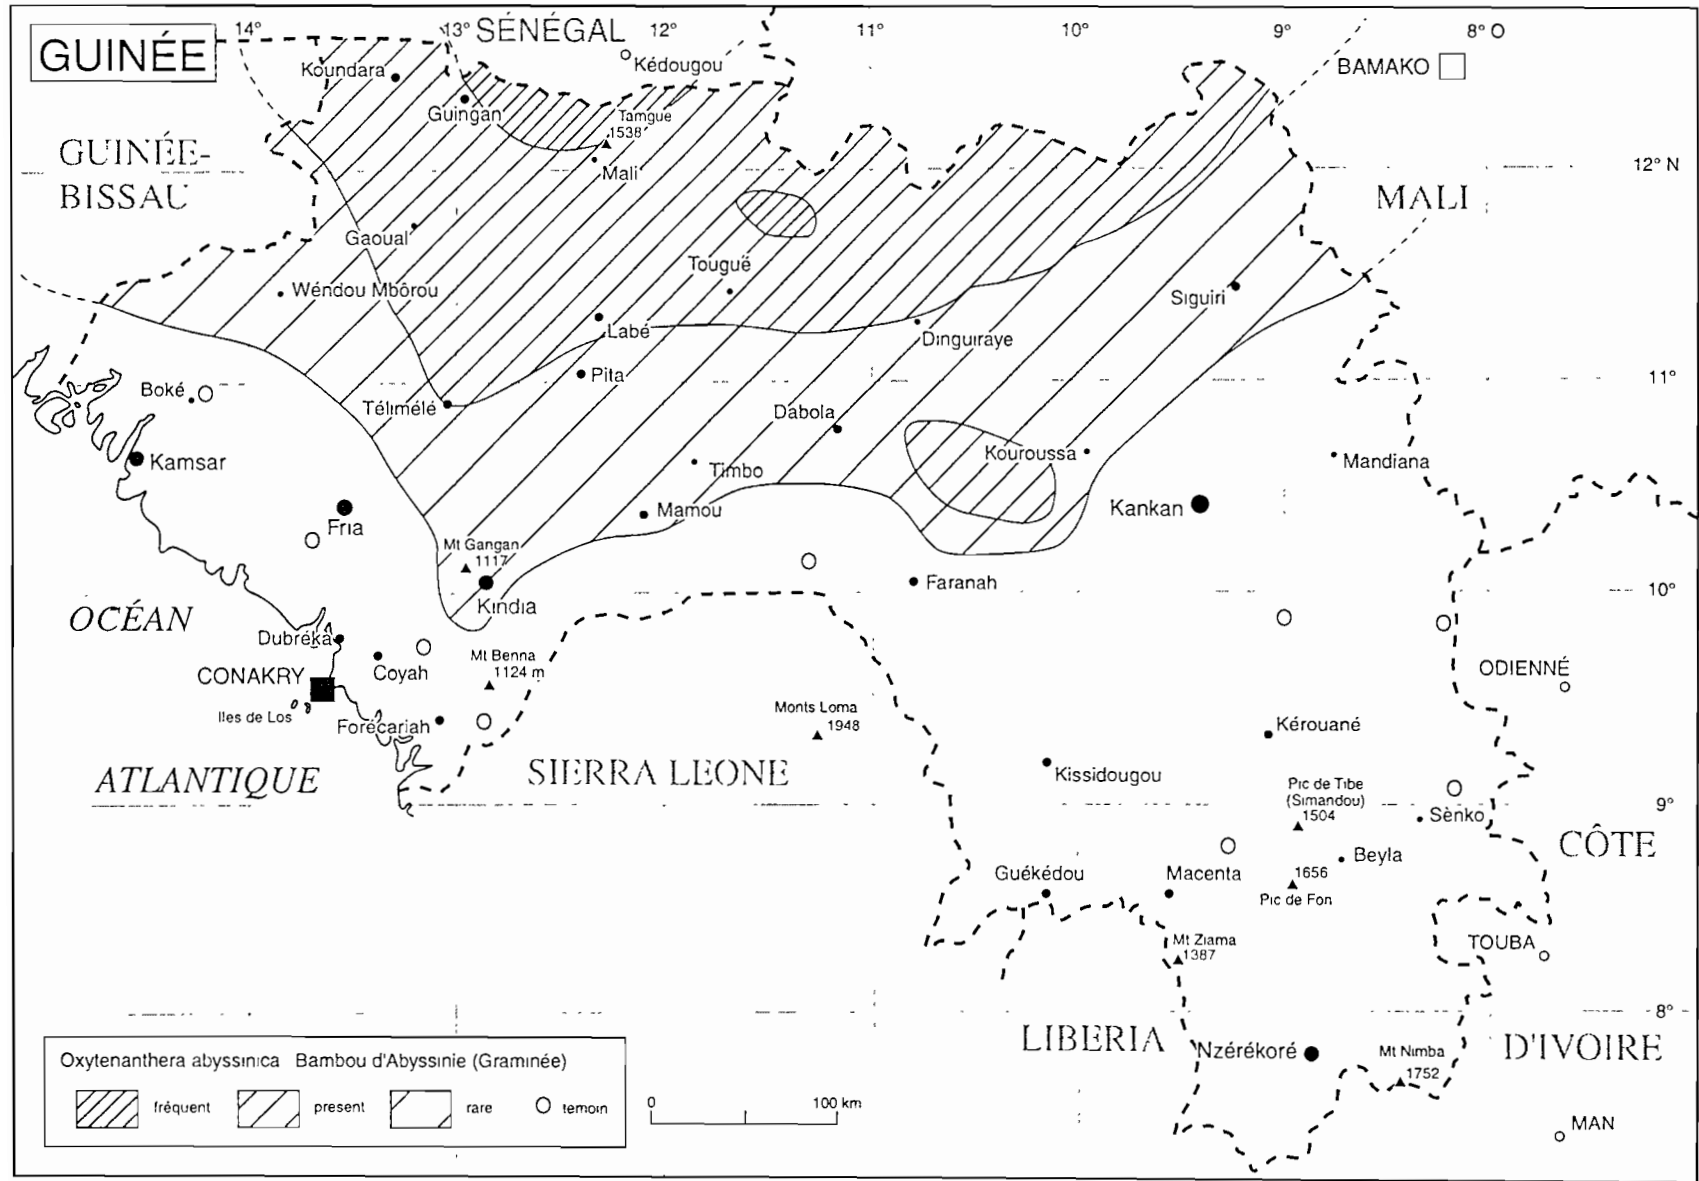 GUINÉE
14°
13°
SÉNÉGAL
12°
11°
10°
9°
8° O
Koundara
Kédougou
BAMAKO
Guingan
Tamgue
1538
GUINÉE-
BISSAU
Mali
12° N
MALI
Gaoual
Tougué
Wéndou Mbôrou
Siguiri
Labé
Dinguiraye
Pita
11°
Boké
Télimélé
Dabola
Kouroussa
Kamsar
Timbo
Mandiana
Mamou
Kankan
Fria
Mt Gangan
1117
Faranah
10°
Kindia
OCÉAN
Dubréka
Mt Benna
1124 m
CONAKRY
Coyah
ODIENNÉ
Iles de Los
Forécariah
Monts Loma
1948
Kérouané
ATLANTIQUE
SIERRA LEONE
Kissidougou
Pic de Tibe
(Simandou)
1504
9°
Sènko
CÔTE
Beyla
Guékédou
Macenta
1656
Pic de Fon
Mt Ziama
1387
TOUBA
8°
LIBERIA
Nzérékoré
Mt Nimba
1752
D'IVOIRE
Oxytenanthera abyssinica Bambou d'Abyssinie (Graminée)
fréquent present rare temoin
0 100 km
MAN